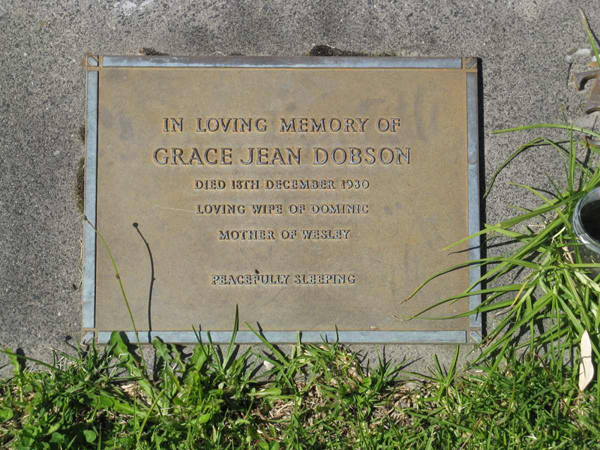 IN LOVING MEMORY OF
GRACE JEAN DOBSON
DIED 18TH DECEMBER 1980
LOVING WIFE OF DOMINIC
MOTHER OF WESLEY
PEACEFULLY SLEEPING